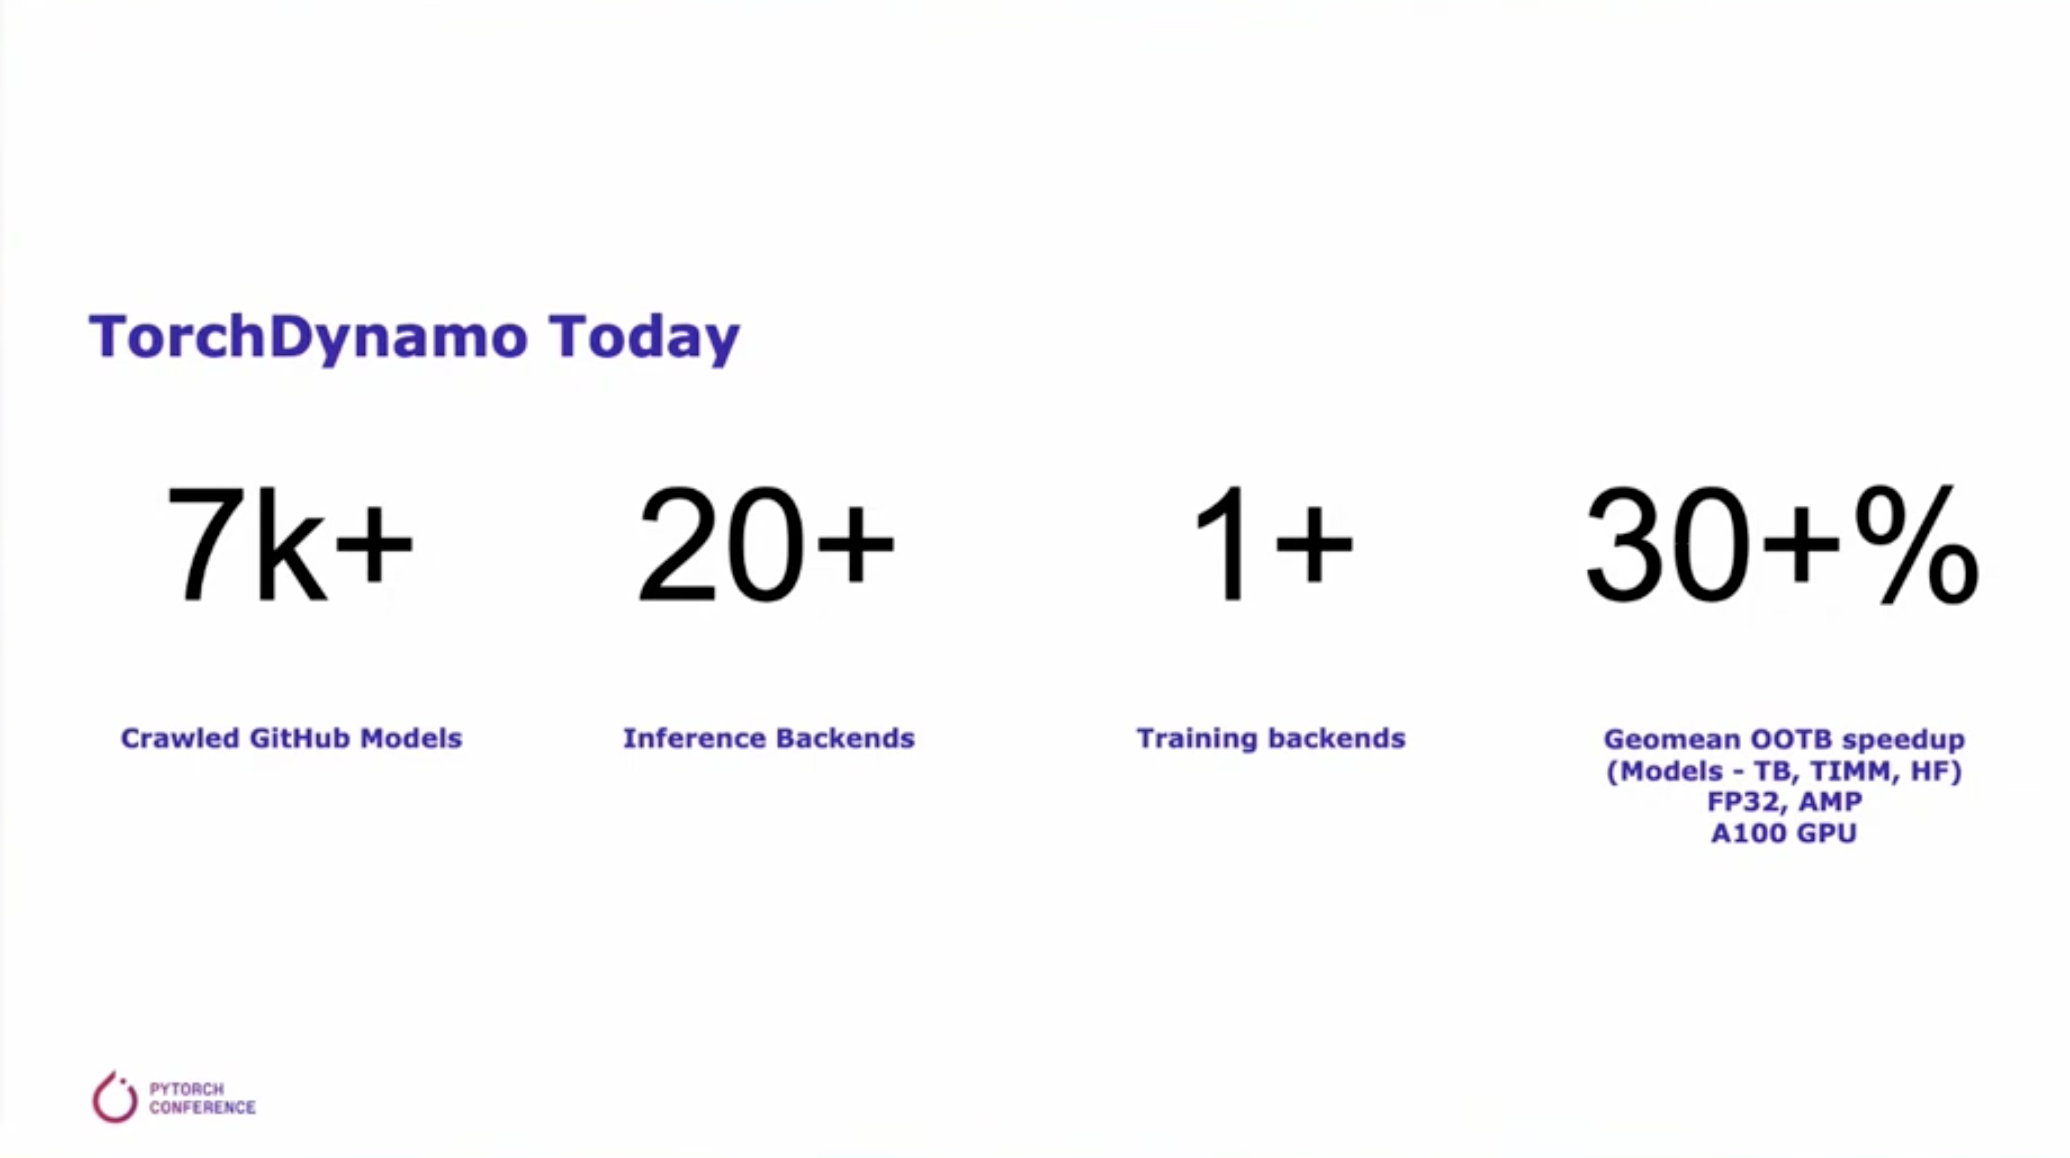 TorchDynamo Today
7k+
20+
1+
30+%
Crawled GitHub Models
Inference Backends
Training backends
Geomean OOTB speedup
(Models - TB, TIMM, HF)
FP32, AMP
A100 GPU
PYTORCH
CONFERENCE